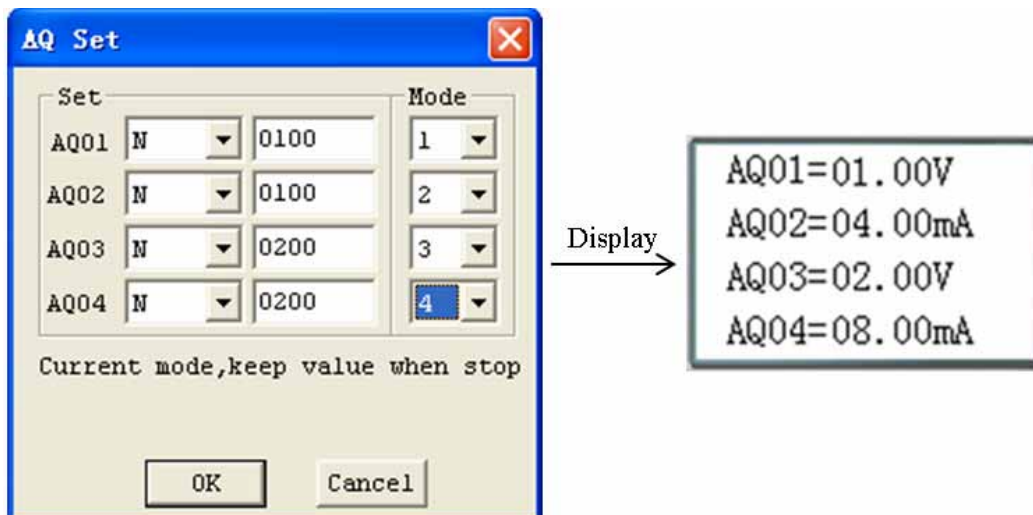 AQ Set
Set Mode
AQ01 N 0100 1
AQ02 N 0100 2
AQ03 N 0200 3
AQ04 N 0200 4
Current mode,keep value when stop
OK Cancel
Display
AQ01=01.00V
AQ02=04.00mA
AQ03=02.00V
AQ04=08.00mA